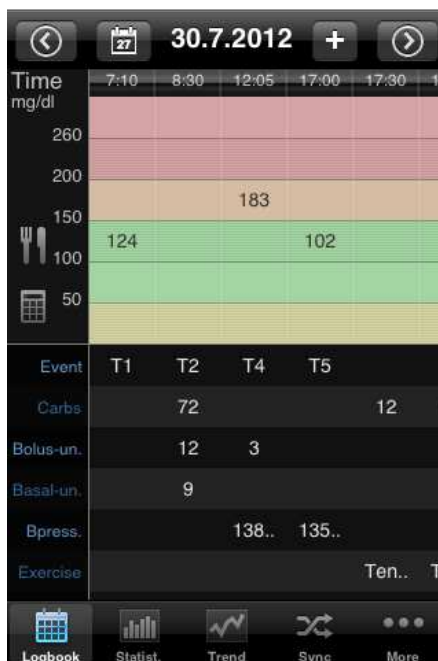 27 30.7.2012 +
Time 7:10 8:30 12:05 17:00 17:30 1
mg/dl
260
200
183
150
124 102
100
50
Event T1 T2 T4 T5
Carbs 72 12
Bolus-un. 12 3
Basal-un. 9
Bpress. 138.. 135..
Exercise Ten.. T
Logbook Statist. Trend Sync More